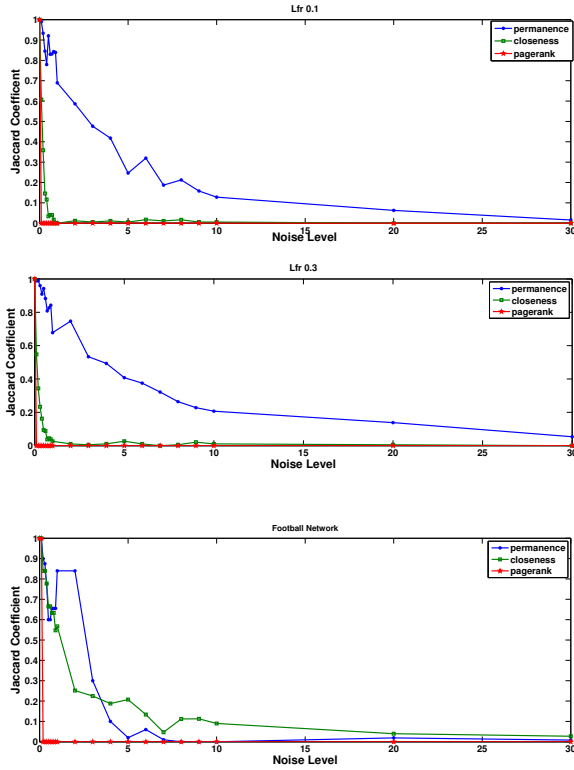 Lfr 0.1
1
0.9
0.8
0.7
0.6
0.5
0.4
0.3
0.2
0.1
0
Jaccard Coefficient
permanence
closeness
pagerank
0 5 10 15 20 25 30
Noise Level
Lfr 0.3
1
0.8
0.6
0.4
0.2
0
Jaccard Coefficient
permanence
closeness
pagerank
0 5 10 15 20 25 30
Noise Level
Football Network
1
0.9
0.8
0.7
0.6
0.5
0.4
0.3
0.2
0.1
0
Jaccard Coefficient
permanence
closeness
pagerank
0 5 10 15 20 25 30
Noise Level